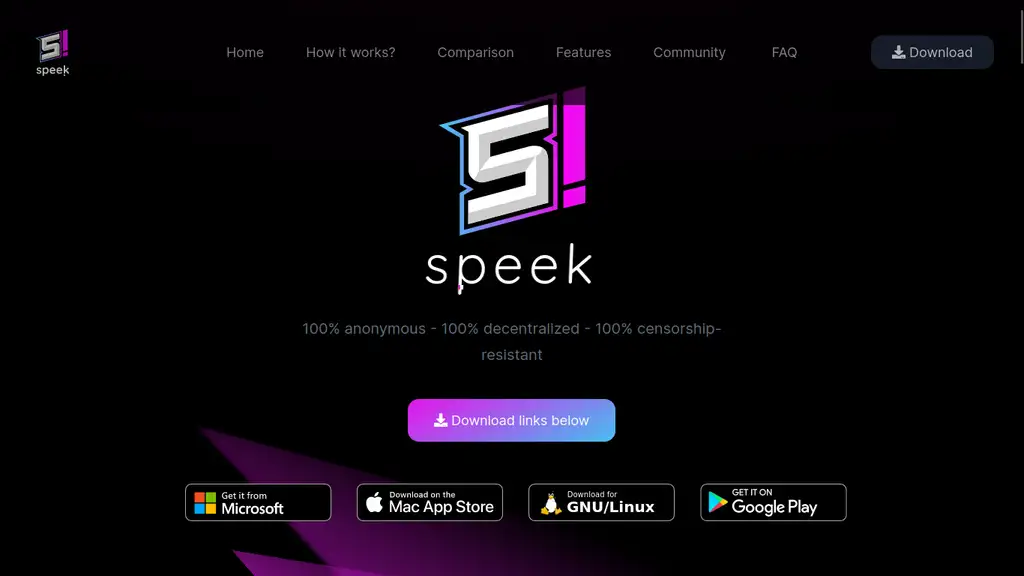 S!
speek
Home
How it works?
Comparison
Features
Community
FAQ
Download
S!
speek
100% anonymous - 100% decentralized - 100% censorship-
resistant
Download links below
Get it from
Microsoft
Download on the
Mac App Store
Download for
GNU/Linux
GET IT ON
Google Play